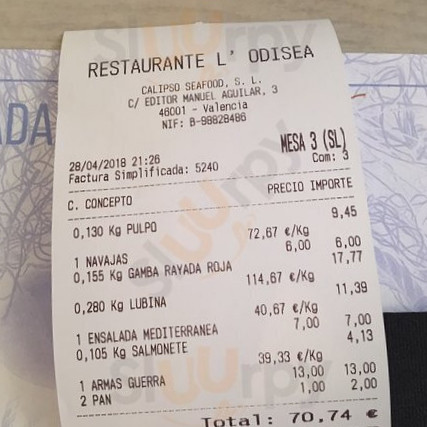 RESTAURANTE L' ODISEA
CALIPSO SEAFOOD, S. L.
C/ EDITOR MANUEL AGUILAR, 3
46001 - Valencia
NIF: B-98828486
MESA 3 (SL)
28/04/2018 21:26 Com: 3
Factura Simplificada: 5240
C. CONCEPTO PRECIO IMPORTE
0,130 Kg PULPO 9,45
72,67 €/Kg
1 NAVAJAS 6,00 6,00
0,155 Kg GAMBA RAYADA ROJA 17,77
114,67 €/Kg
0,280 Kg LUBINA 11,39
40,67 €/Kg
1 ENSALADA MEDITERRANEA 7,00 7,00
0,105 Kg SALMONETE 4,13
39,33 €/Kg
1 ARMAS GUERRA 13,00 13,00
2 PAN 1,00 2,00
Total: 70,74 €
ADA
sluurpy
sluurpy
sluurpy